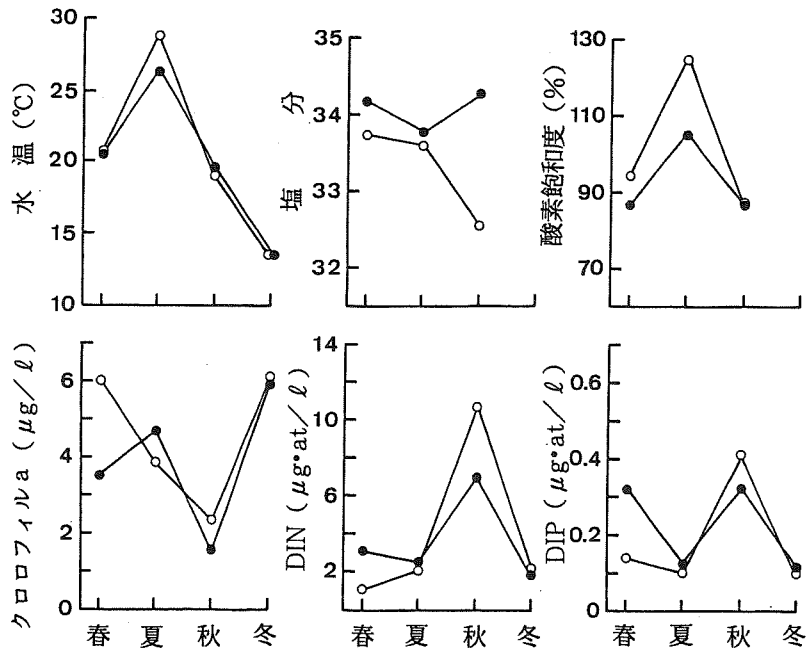 30
25
20
15
10
水 温 (℃)
35
34
33
32
塩 分
130
110
90
70
酸素飽和度 (%)
6
4
2
0
クロロフィルa (μg/ℓ)
春 夏 秋 冬
14
10
6
2
DIN (μg•at/ℓ)
春 夏 秋 冬
0.6
0.4
0.2
0
DIP (μg•at/ℓ)
春 夏 秋 冬